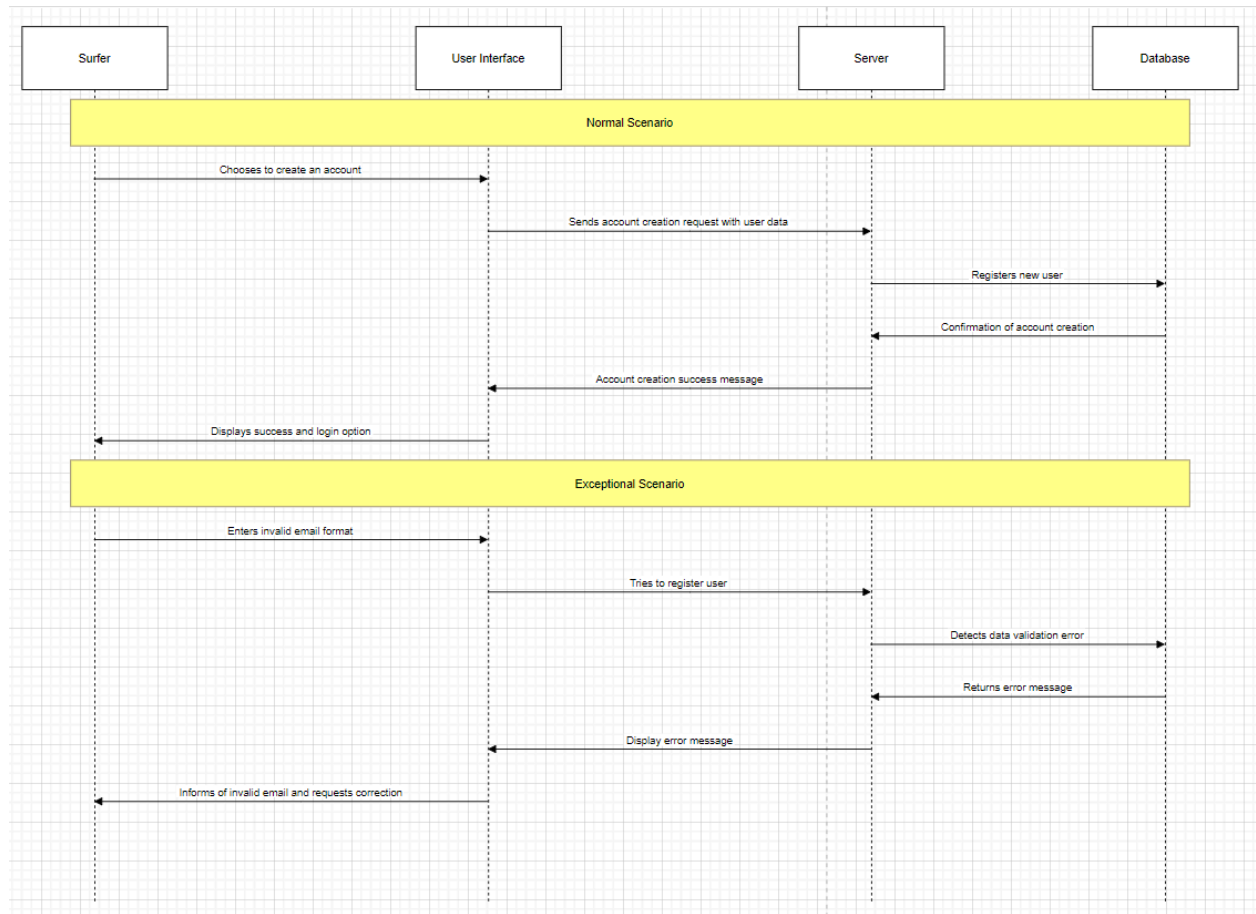 Surfer
User Interface
Server
Database
Normal Scenario
Chooses to create an account
Sends account creation request with user data
Registers new user
Confirmation of account creation
Account creation success message
Displays success and login option
Exceptional Scenario
Enters invalid email format
Tries to register user
Detects data validation error
Returns error message
Display error message
Informs of invalid email and requests correction